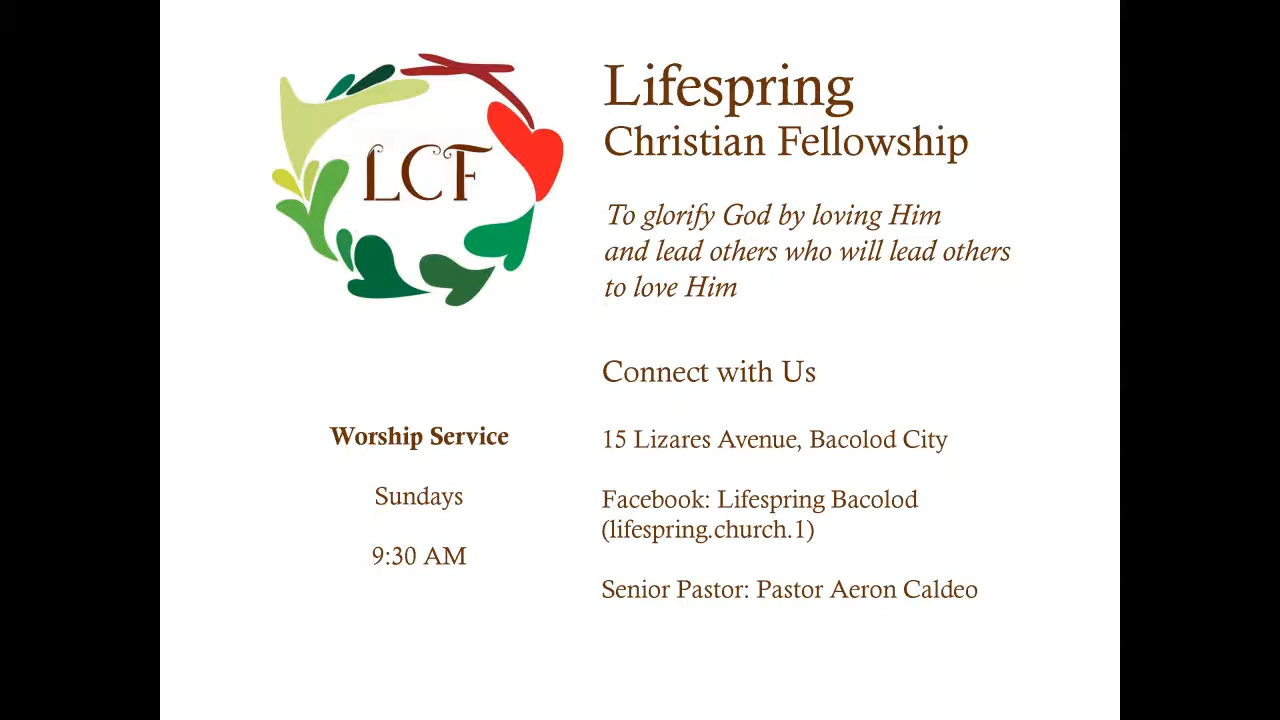 LCF
Lifespring
Christian Fellowship
To glorify God by loving Him
and lead others who will lead others
to love Him
Connect with Us
Worship Service
Sundays
9:30 AM
15 Lizares Avenue, Bacolod City
Facebook: Lifespring Bacolod
(lifespring.church.1)
Senior Pastor: Pastor Aeron Caldeo